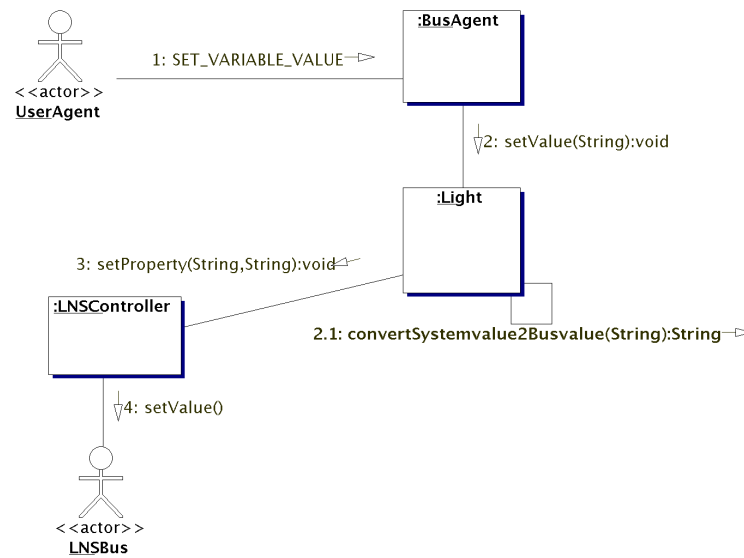 :BusAgent
1: SET_VARIABLE_VALUE
<<actor>>
UserAgent
2: setValue(String):void
:Light
3: setProperty(String,String):void
:LNSController
2.1: convertSystemvalue2Busvalue(String):String
4: setValue()
<<actor>>
LNSBus